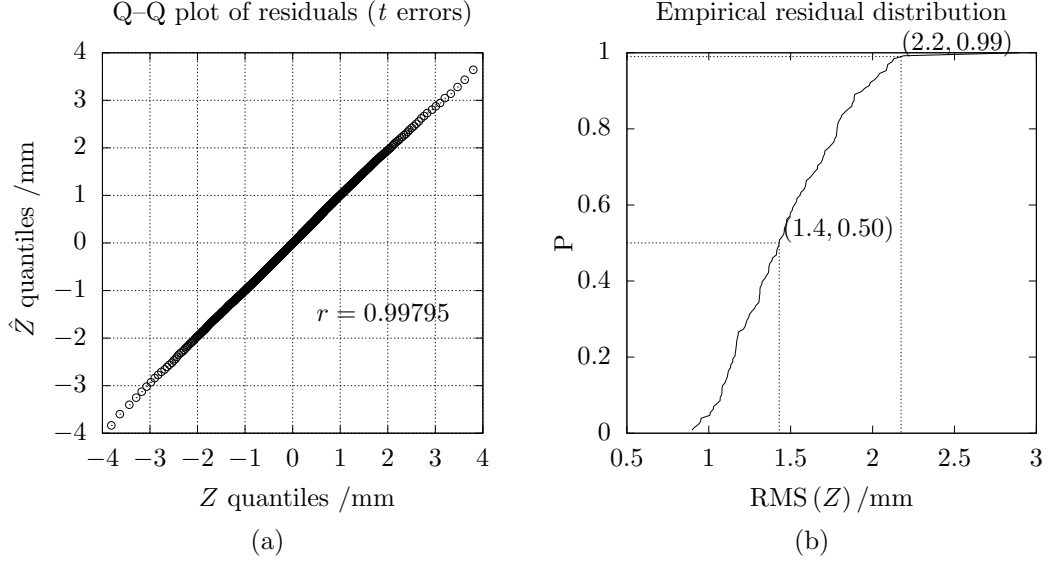 Q–Q plot of residuals (t errors)
4
3
2
1
0
−1
−2
−3
−4
Ẑ quantiles /mm
r = 0.99795
−4 −3 −2 −1 0 1 2 3 4
Z quantiles /mm
(a)
Empirical residual distribution
(2.2, 0.99)
1
0.8
0.6
0.4
0.2
0
P
(1.4, 0.50)
0.5 1 1.5 2 2.5 3
RMS (Z) /mm
(b)